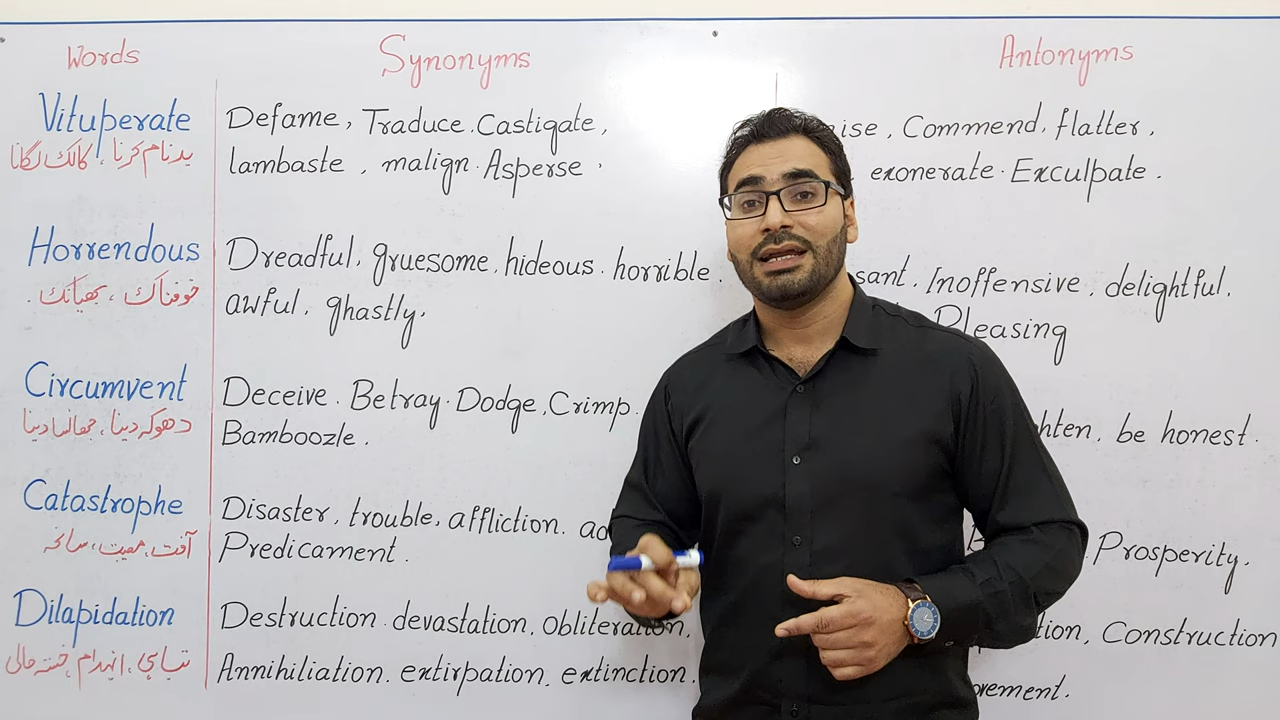 Words Synonyms Antonyms
Vituperate Defame, Traduce. Castigate, Commend, flatter,
بدنام کرنا، کالک لگانا lambaste, malign. Asperse. exonerate. Exculpate.
Horrendous Dreadful, gruesome, hideous. horrible. Inoffensive, delightful,
خوفناک، بھیانک. awful, ghastly. Pleasing
Circumvent Deceive. Betray. Dodge, Crimp.
دھوکہ دینا، جھانسا دینا Bamboozle. be honest.
Catastrophe Disaster, trouble, affliction.
آفت، مصیبت، سانحہ Predicament. Prosperity.
Dilapidation Destruction. devastation, Obliteration, Construction
تباہی، انہدام، خستہ حالی Annihiliation. extirpation. extinction.